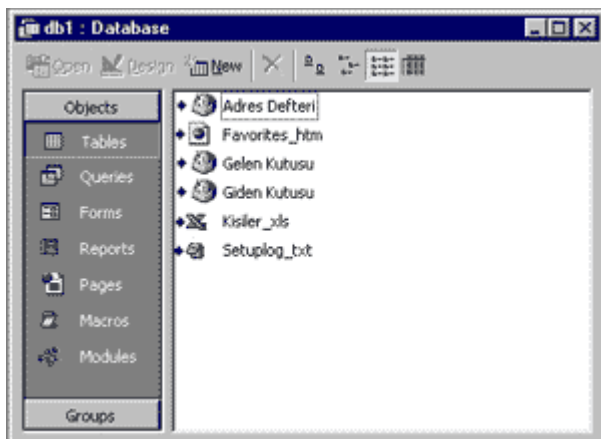 db1 : Database
Open Design New
Objects
Tables
Queries
Forms
Reports
Pages
Macros
Modules
Groups
Adres Defteri
Favorites_htm
Gelen Kutusu
Giden Kutusu
Kisiler_xls
Setuplog_txt